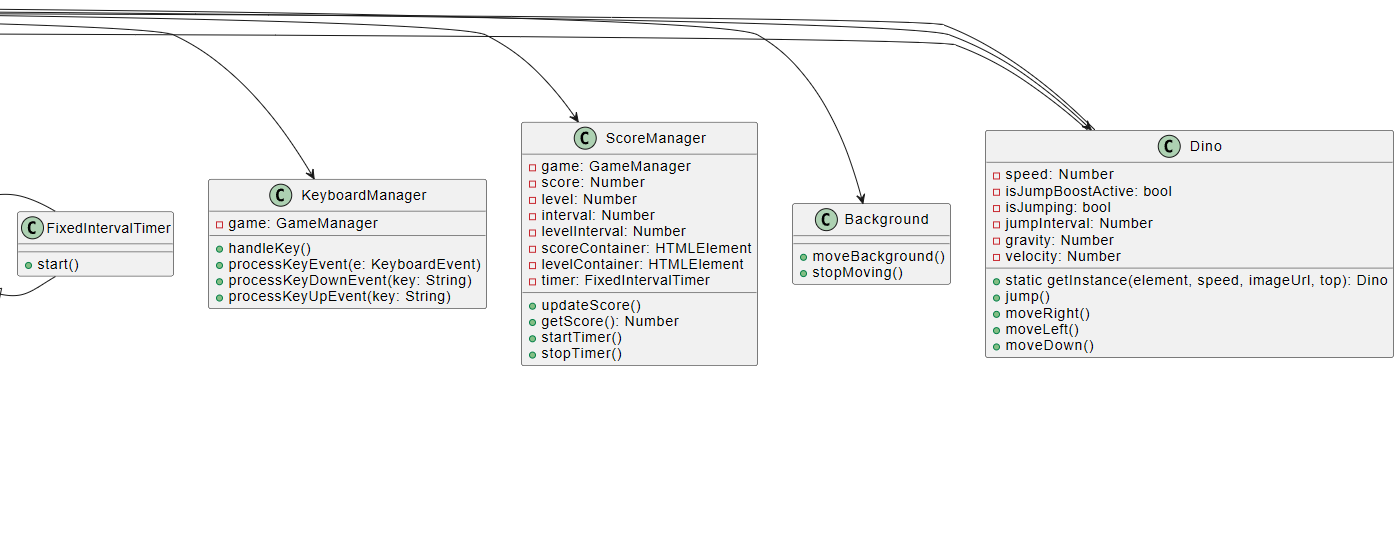 C FixedIntervalTimer
start()
C KeyboardManager
game: GameManager
handleKey()
processKeyEvent(e: KeyboardEvent)
processKeyDownEvent(key: String)
processKeyUpEvent(key: String)
C ScoreManager
game: GameManager
score: Number
level: Number
interval: Number
levelInterval: Number
scoreContainer: HTMLElement
levelContainer: HTMLElement
timer: FixedIntervalTimer
updateScore()
getScore(): Number
startTimer()
stopTimer()
C Background
moveBackground()
stopMoving()
C Dino
speed: Number
isJumpBoostActive: bool
isJumping: bool
jumpInterval: Number
gravity: Number
velocity: Number
static getInstance(element, speed, imageUrl, top): Dino
jump()
moveRight()
moveLeft()
moveDown()